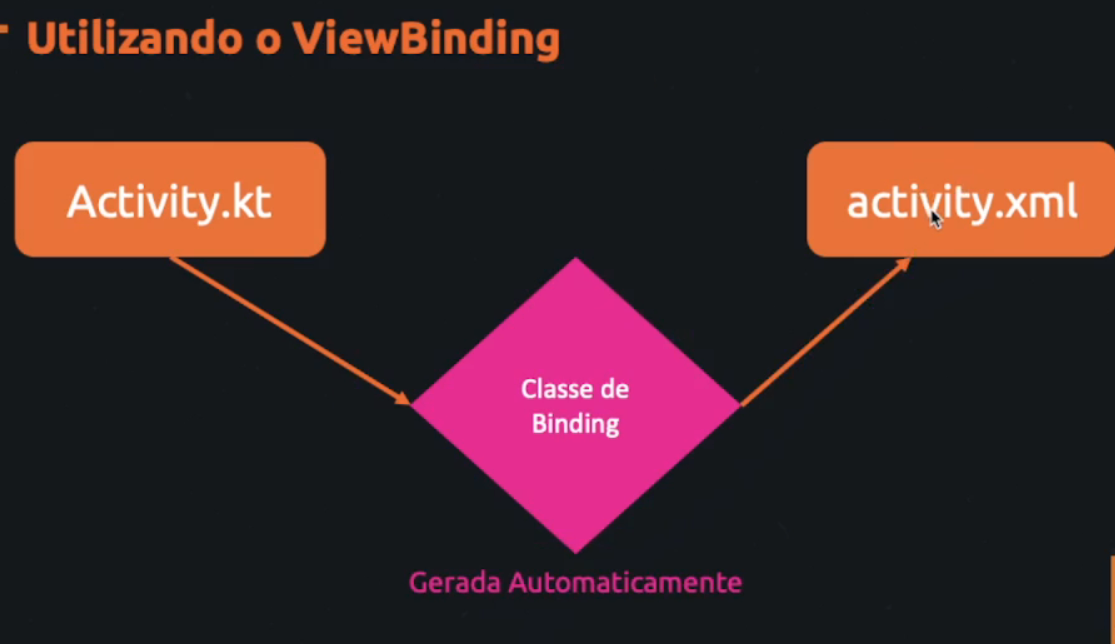 Utilizando o ViewBinding
Activity.kt
activity.xml
Classe de
Binding
Gerada Automaticamente